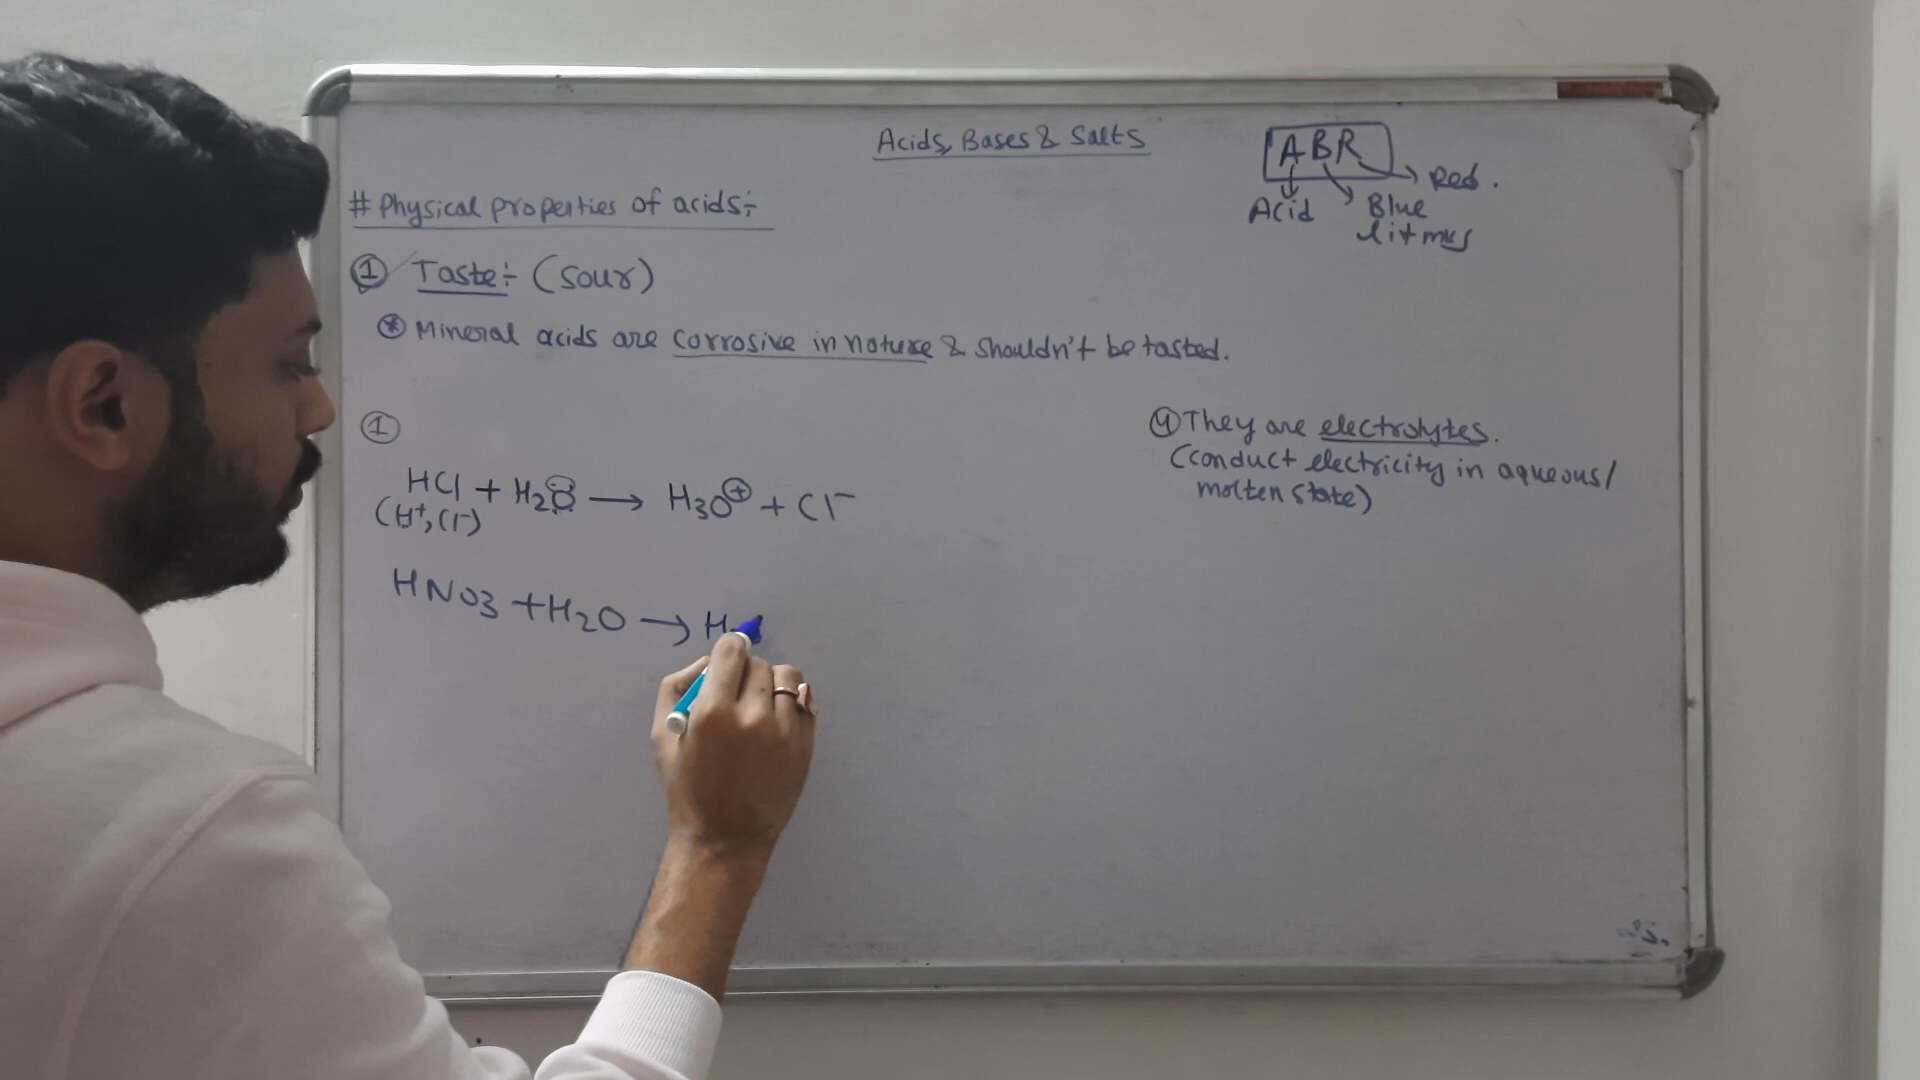 Acids, Bases & Salts
ABR
Red.
Acid
Blue
litmus
# Physical properties of acids:-
① Taste:- (Sour)
⊛ Mineral acids are corrosive in nature & shouldn't be tasted.
①
HCl + H2O → H3O⊕ + Cl-
(H+, Cl-)
HNO3 + H2O → H
④ They are electrolytes.
(conduct electricity in aqueous/
molten state)